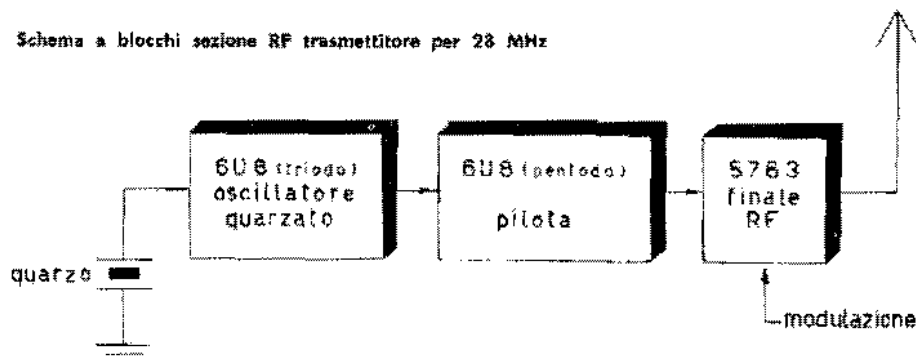 Schema a blocchi sezione RF trasmettitore per 28 MHz
6U8 (triodo)
oscillatore
quarzato
6U8 (pentodo)
pilota
5763
finale
RF
quarzo
modulazione